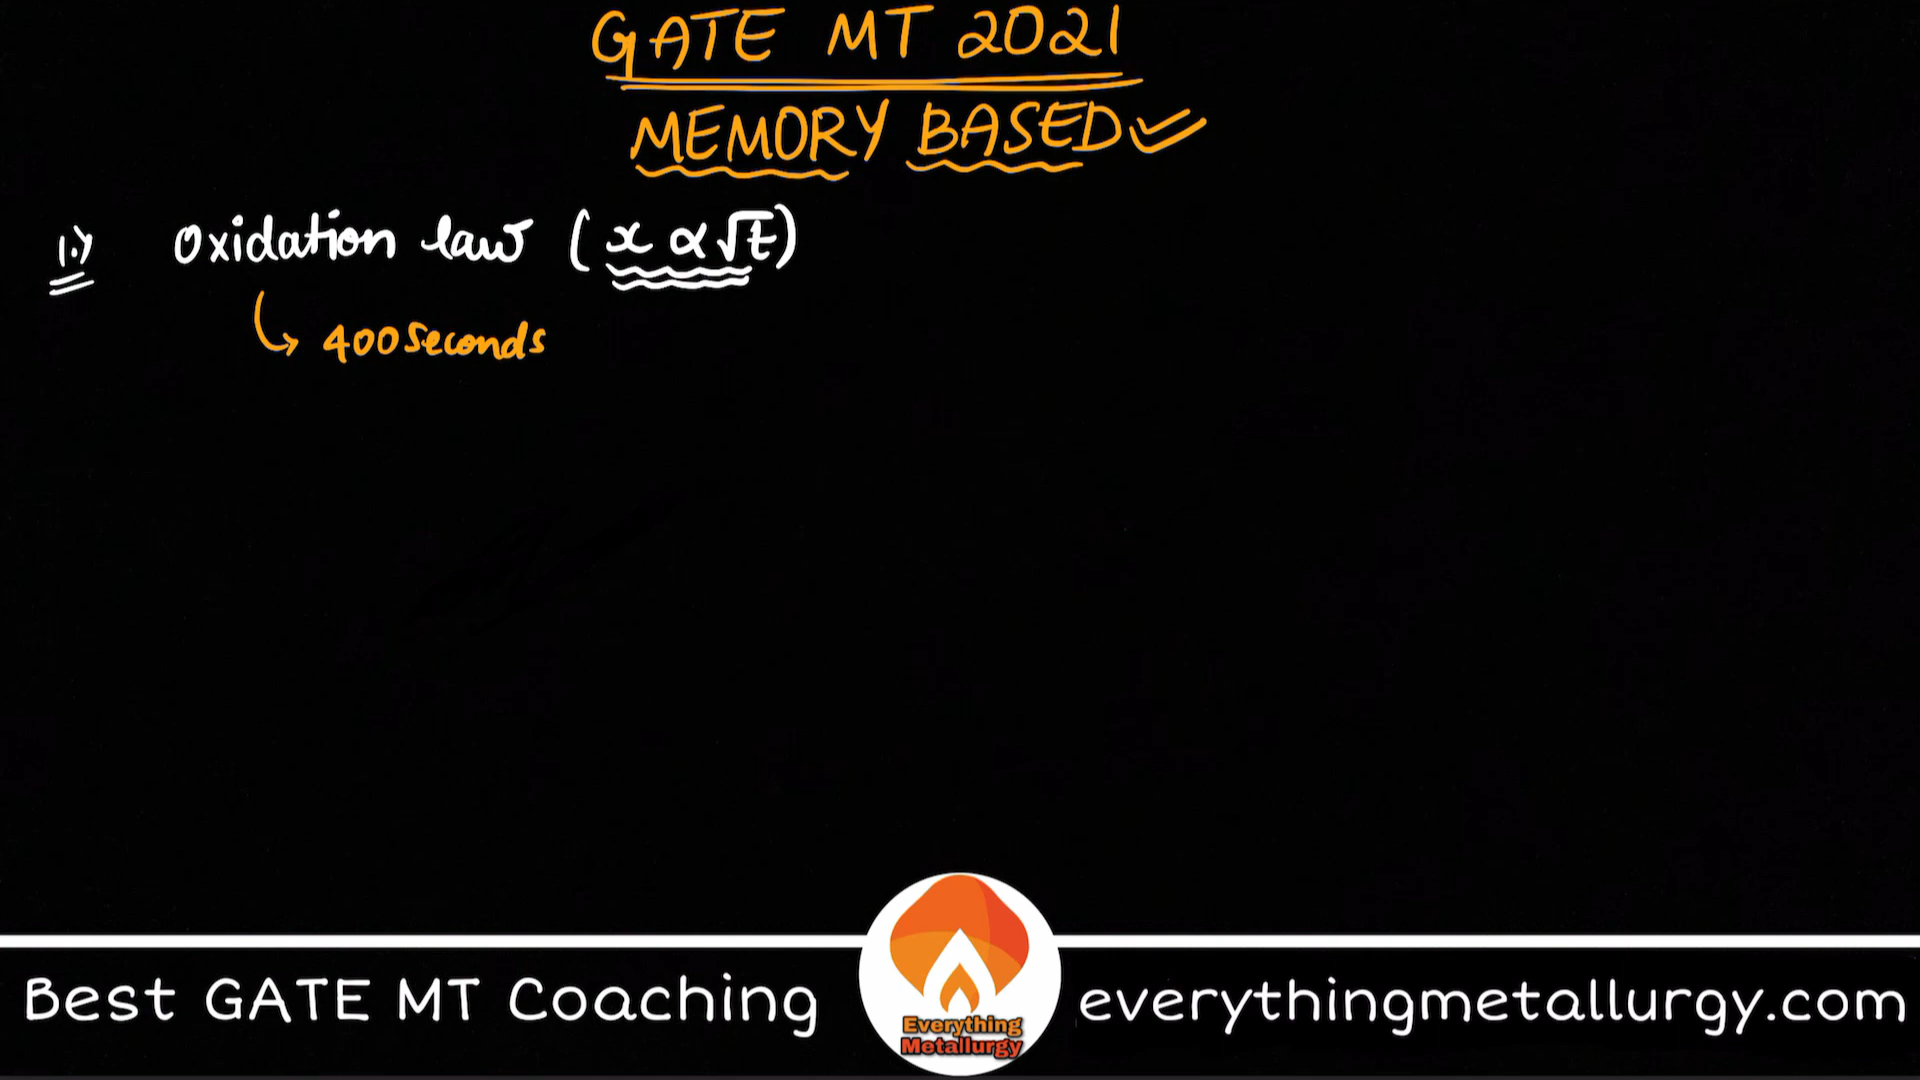 GATE MT 2021
MEMORY BASED
1.) Oxidation law (x α √t)
400 Seconds
Best GATE MT Coaching
Everything
Metallurgy
everythingmetallurgy.com